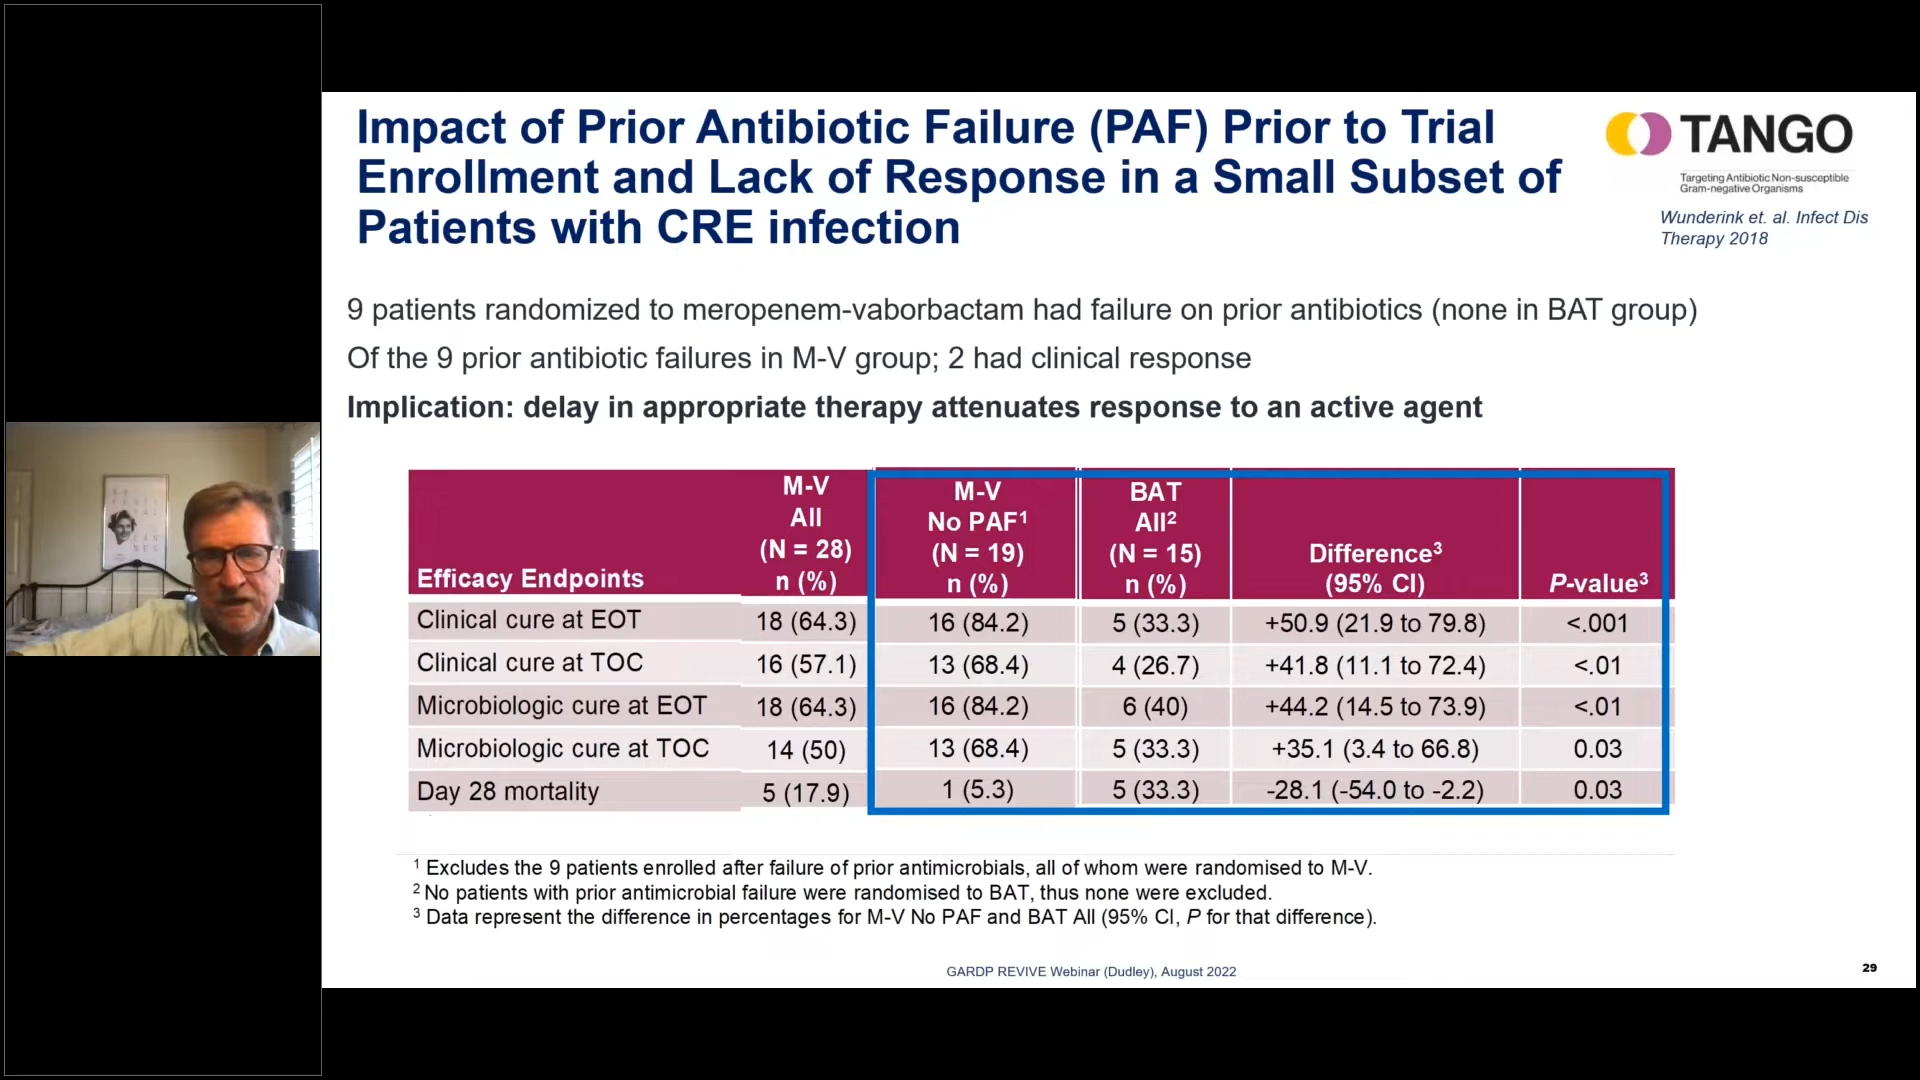 Impact of Prior Antibiotic Failure (PAF) Prior to Trial
Enrollment and Lack of Response in a Small Subset of
Patients with CRE infection
TANGO
Targeting Antibiotic Non-susceptible
Gram-negative Organisms
Wunderink et. al. Infect Dis
Therapy 2018
9 patients randomized to meropenem-vaborbactam had failure on prior antibiotics (none in BAT group)
Of the 9 prior antibiotic failures in M-V group; 2 had clinical response
Implication: delay in appropriate therapy attenuates response to an active agent
Efficacy Endpoints
M-V
All
(N = 28)
n (%)
M-V
No PAF¹
(N = 19)
n (%)
BAT
All²
(N = 15)
n (%)
Difference³
(95% CI)
P-value³
Clinical cure at EOT 18 (64.3) 16 (84.2) 5 (33.3) +50.9 (21.9 to 79.8) <.001
Clinical cure at TOC 16 (57.1) 13 (68.4) 4 (26.7) +41.8 (11.1 to 72.4) <.01
Microbiologic cure at EOT 18 (64.3) 16 (84.2) 6 (40) +44.2 (14.5 to 73.9) <.01
Microbiologic cure at TOC 14 (50) 13 (68.4) 5 (33.3) +35.1 (3.4 to 66.8) 0.03
Day 28 mortality 5 (17.9) 1 (5.3) 5 (33.3) -28.1 (-54.0 to -2.2) 0.03
¹ Excludes the 9 patients enrolled after failure of prior antimicrobials, all of whom were randomised to M-V.
² No patients with prior antimicrobial failure were randomised to BAT, thus none were excluded.
³ Data represent the difference in percentages for M-V No PAF and BAT All (95% CI, P for that difference).
GARDP REVIVE Webinar (Dudley), August 2022
29